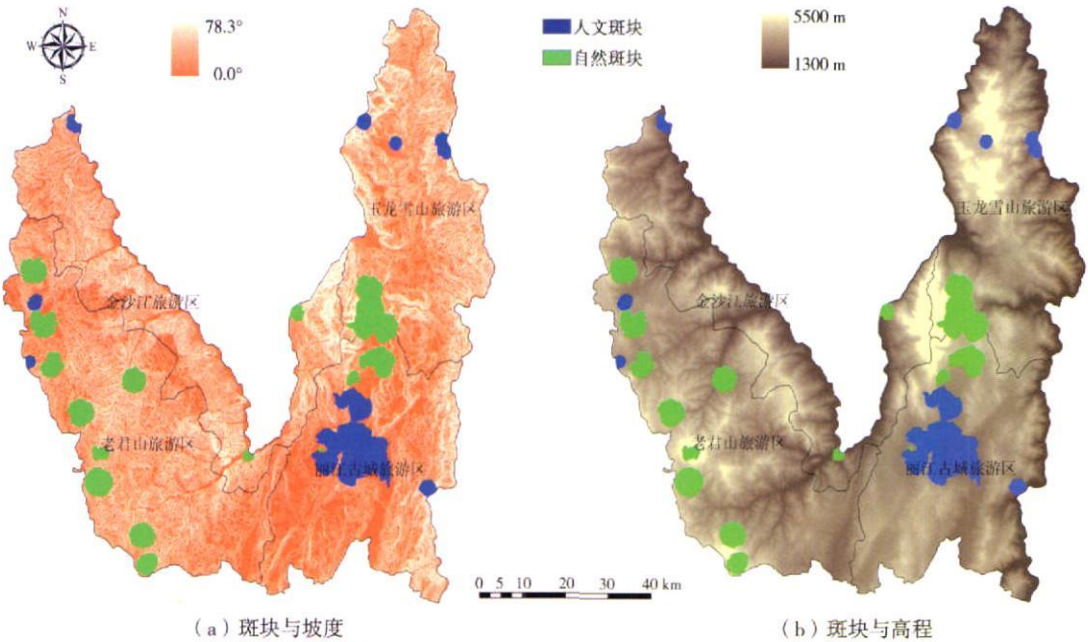 N
W E
S
78.3°
0.0°
人文斑块
自然斑块
5500 m
1300 m
玉龙雪山旅游区
玉龙雪山旅游区
金沙江旅游区
金沙江旅游区
老君山旅游区
老君山旅游区
丽江古城旅游区
丽江古城旅游区
0 5 10 20 30 40 km
(a)斑块与坡度
(b)斑块与高程